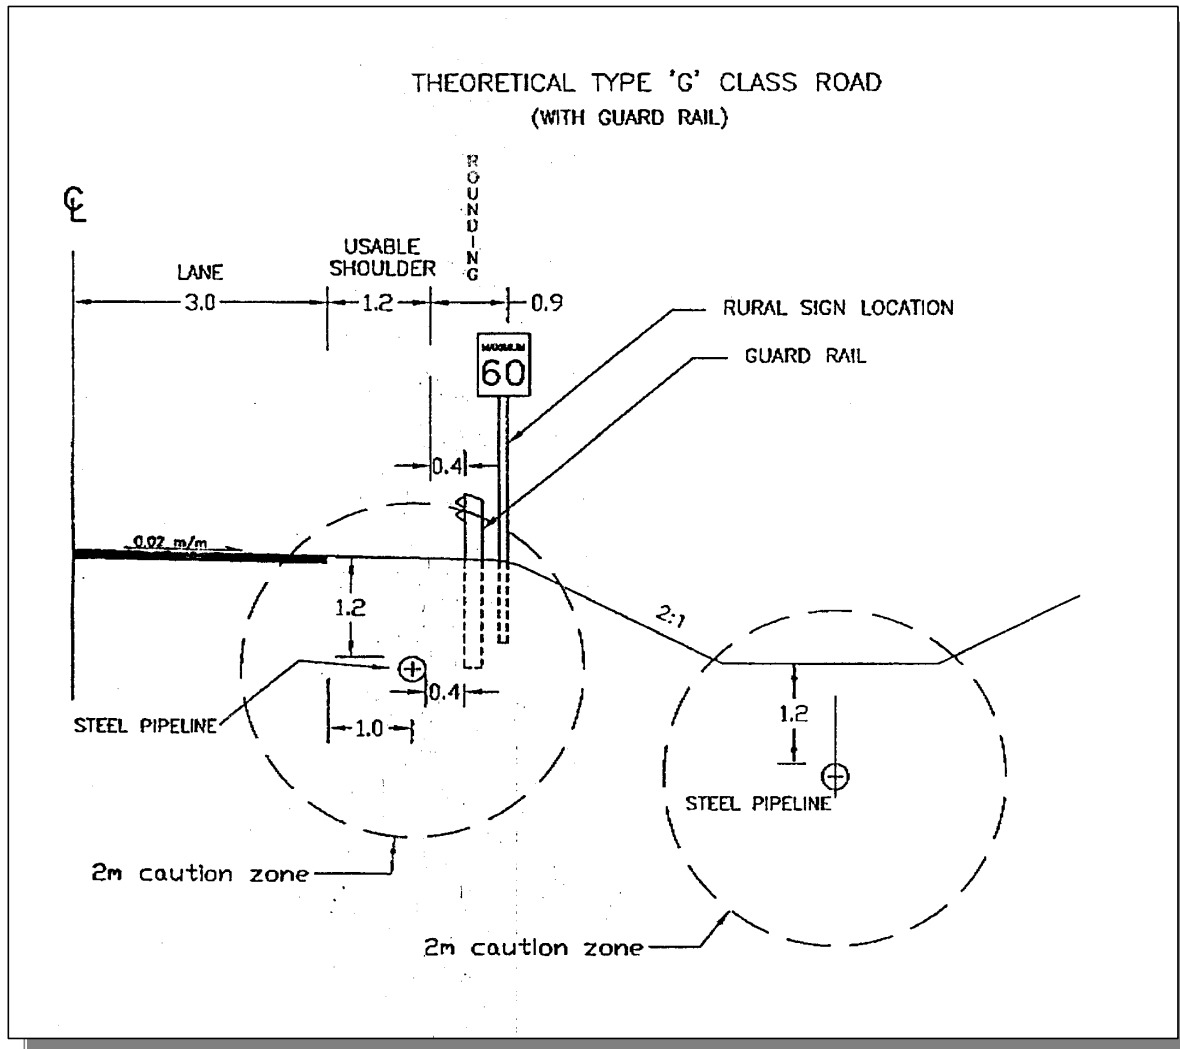 THEORETICAL TYPE 'G' CLASS ROAD
(WITH GUARD RAIL)
ROUNDING
℄
USABLE
SHOULDER
LANE
3.0
1.2
0.9
RURAL SIGN LOCATION
MAXIMUM
60
GUARD RAIL
0.4
0.02 m/m
1.2
2:1
0.4
STEEL PIPELINE
1.0
1.2
STEEL PIPELINE
2m caution zone
2m caution zone